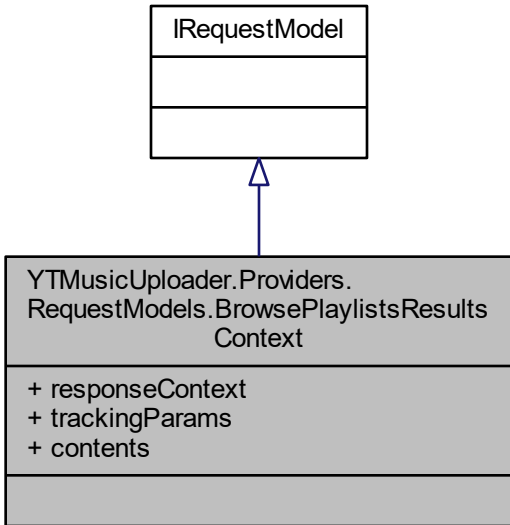 IRequestModel
YTMusicUploader.Providers.
RequestModels.BrowsePlaylistsResults
Context
+ responseContext
+ trackingParams
+ contents